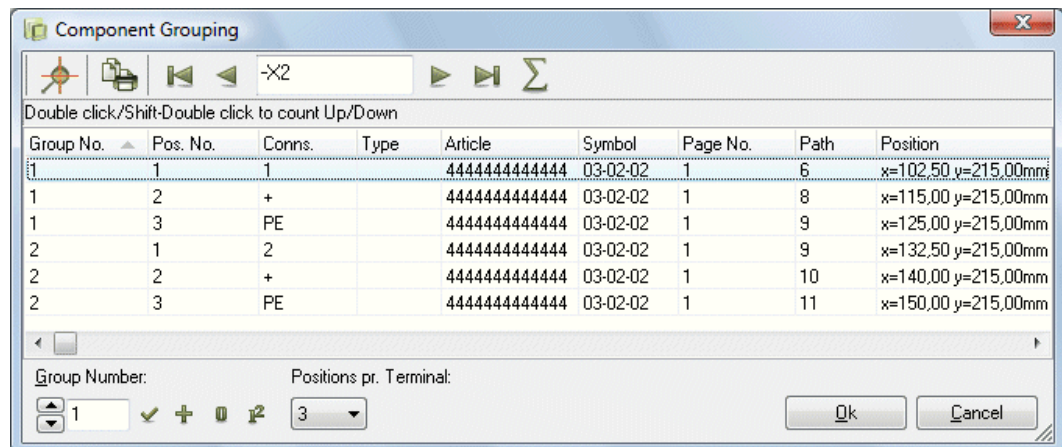 Component Grouping
-X2
Double click/Shift-Double click to count Up/Down
Group No. Pos. No. Conns. Type Article Symbol Page No. Path Position
1 1 1 4444444444444 03-02-02 1 6 x=102,50 y=215,00mm
1 2 + 4444444444444 03-02-02 1 8 x=115,00 y=215,00mm
1 3 PE 4444444444444 03-02-02 1 9 x=125,00 y=215,00mm
2 1 2 4444444444444 03-02-02 1 9 x=132,50 y=215,00mm
2 2 + 4444444444444 03-02-02 1 10 x=140,00 y=215,00mm
2 3 PE 4444444444444 03-02-02 1 11 x=150,00 y=215,00mm
Group Number: Positions pr. Terminal:
1 3 Ok Cancel